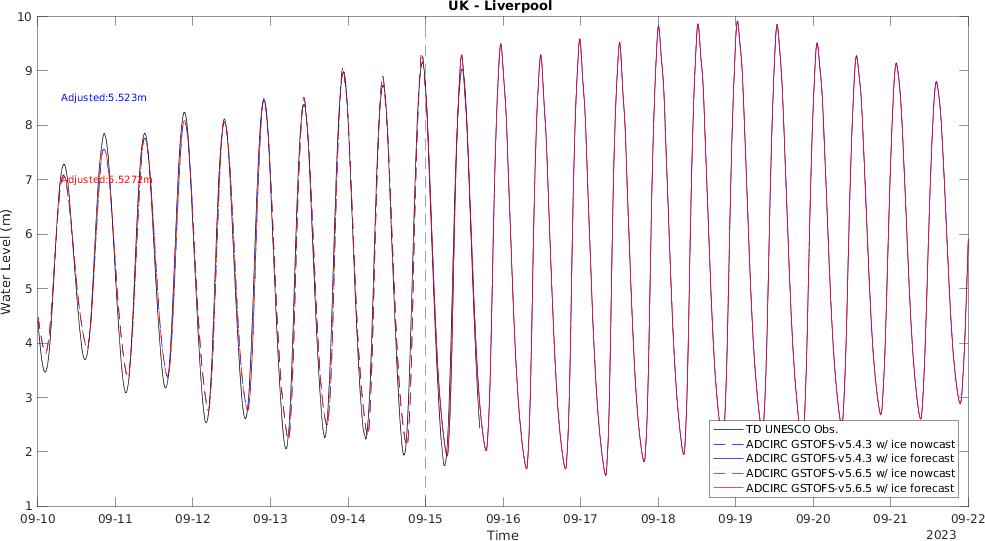 UK - Liverpool
10
9
8
7
6
5
4
3
2
1
Water Level (m)
Adjusted:5.523m
Adjusted:5.5272m
TD UNESCO Obs.
ADCIRC GSTOFS-v5.4.3 w/ ice nowcast
ADCIRC GSTOFS-v5.4.3 w/ ice forecast
ADCIRC GSTOFS-v5.6.5 w/ ice nowcast
ADCIRC GSTOFS-v5.6.5 w/ ice forecast
09-10 09-11 09-12 09-13 09-14 09-15 09-16 09-17 09-18 09-19 09-20 09-21 09-22
Time
2023